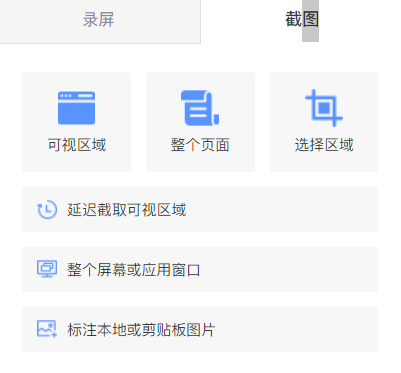 录屏 截图
可视区域 整个页面 选择区域
延迟截取可视区域
整个屏幕或应用窗口
标注本地或剪贴板图片